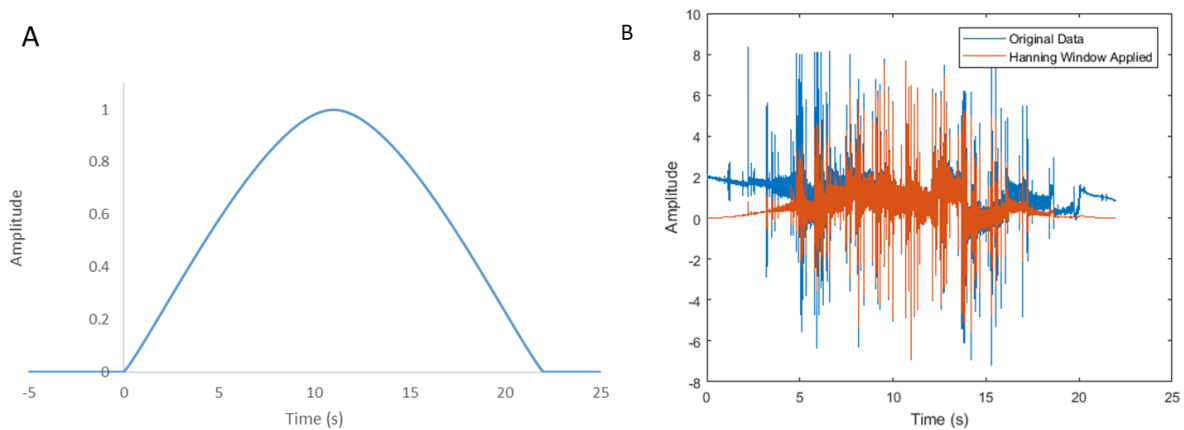 A
Amplitude
1
0.8
0.6
0.4
0.2
0
-5 0 5 10 15 20 25
Time (s)
B
Amplitude
10
8
6
4
2
0
-2
-4
-6
-8
Original Data
Hanning Window Applied
0 5 10 15 20 25
Time (s)